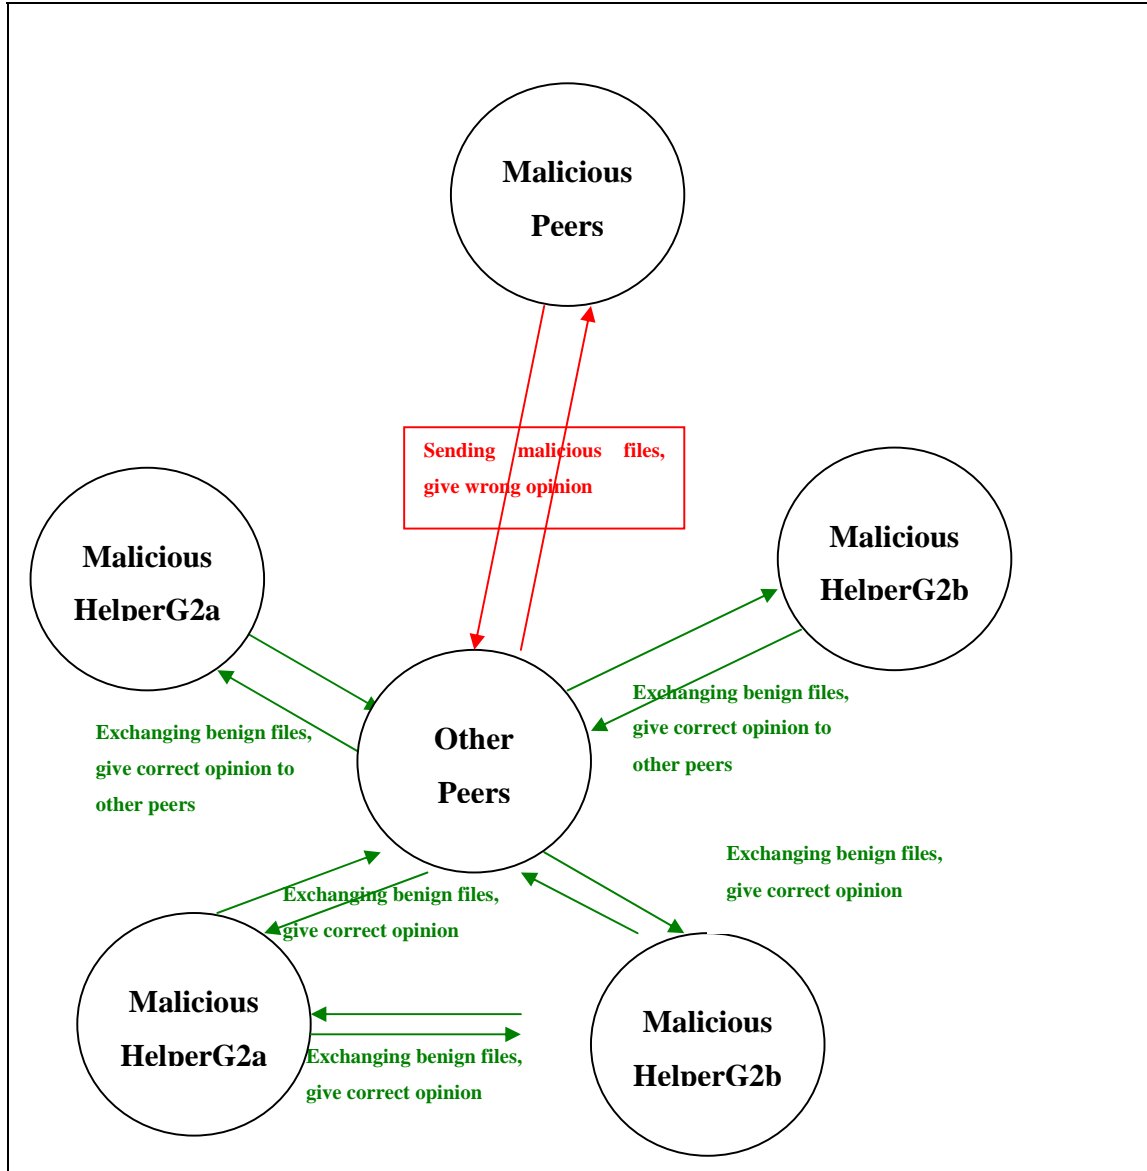 Malicious
Peers
Sending malicious files,
give wrong opinion
Malicious
HelperG2a
Malicious
HelperG2b
Exchanging benign files,
give correct opinion to
other peers
Other
Peers
Exchanging benign files,
give correct opinion to
other peers
Exchanging benign files,
give correct opinion
Exchanging benign files,
give correct opinion
Malicious
HelperG2a
Malicious
HelperG2b
Exchanging benign files,
give correct opinion